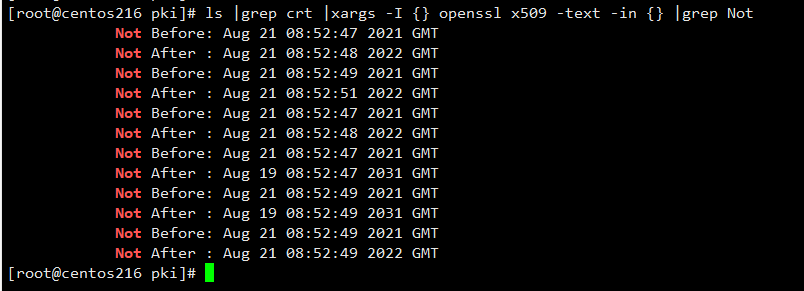 [root@centos216 pki]# ls |grep crt |xargs -I {} openssl x509 -text -in {} |grep Not
Not Before: Aug 21 08:52:47 2021 GMT
Not After : Aug 21 08:52:48 2022 GMT
Not Before: Aug 21 08:52:49 2021 GMT
Not After : Aug 21 08:52:51 2022 GMT
Not Before: Aug 21 08:52:47 2021 GMT
Not After : Aug 21 08:52:48 2022 GMT
Not Before: Aug 21 08:52:47 2021 GMT
Not After : Aug 19 08:52:47 2031 GMT
Not Before: Aug 21 08:52:49 2021 GMT
Not After : Aug 19 08:52:49 2031 GMT
Not Before: Aug 21 08:52:49 2021 GMT
Not After : Aug 21 08:52:49 2022 GMT
[root@centos216 pki]#